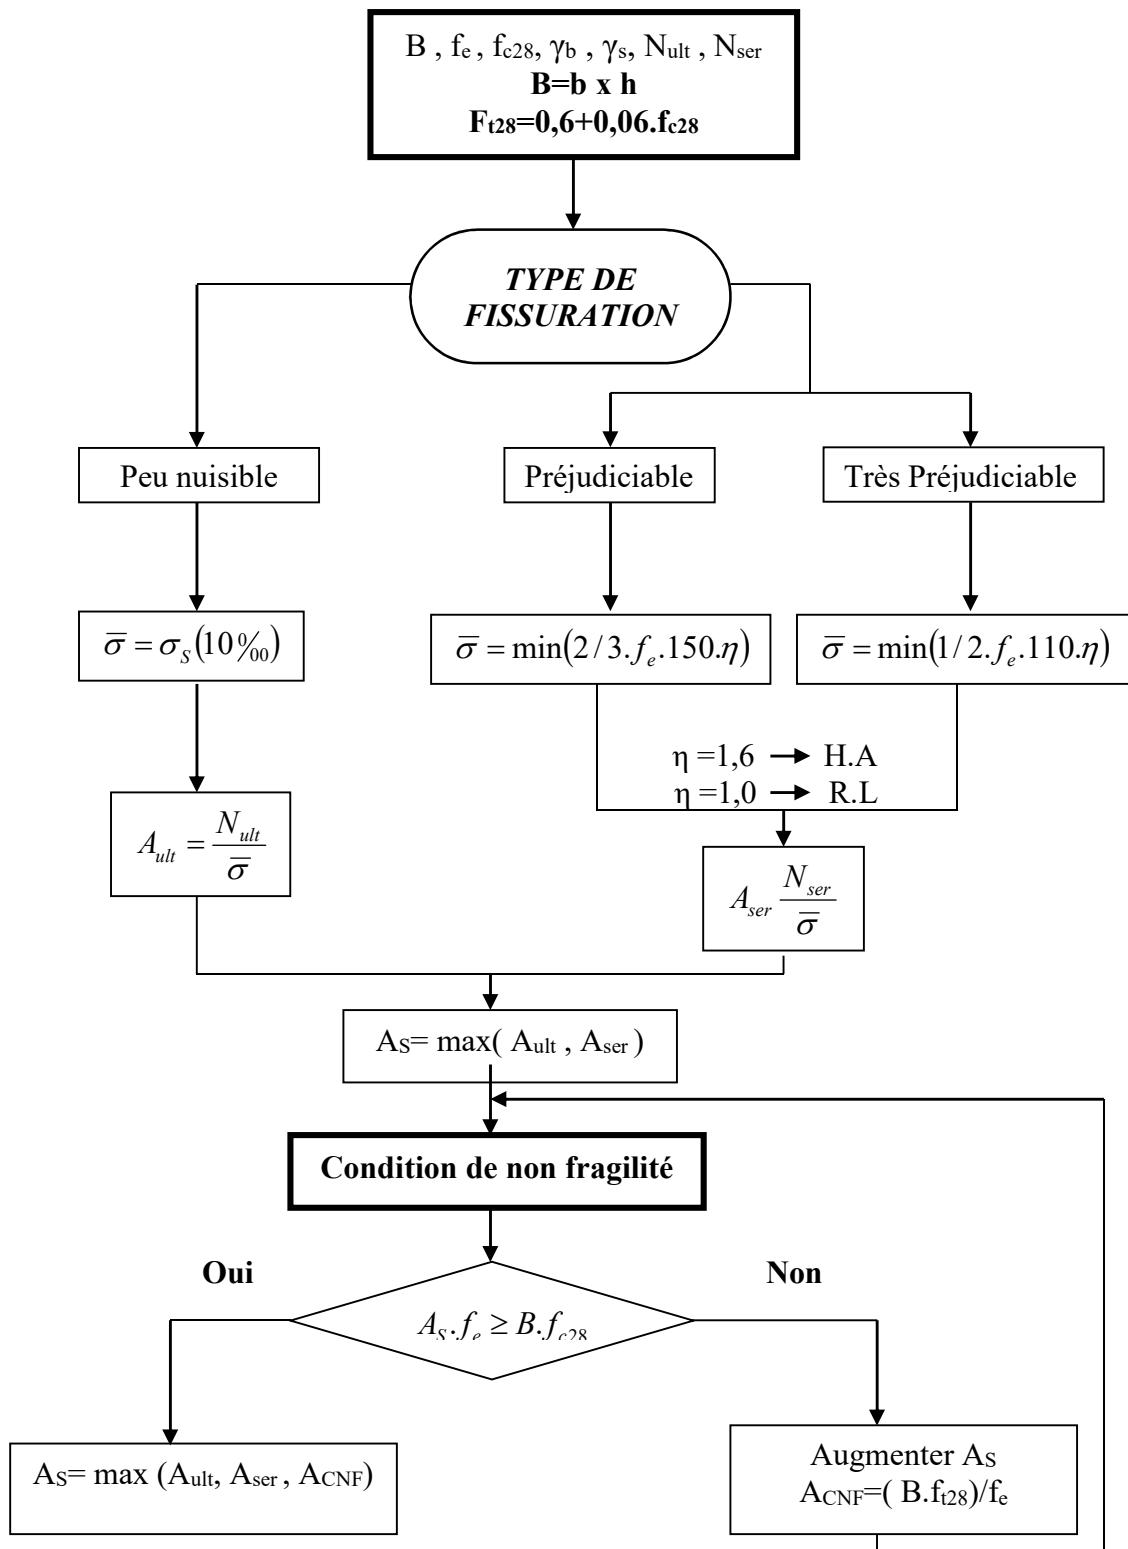 B , fe , fc28, γb , γs, Nult , Nser
B=b x h
Ft28=0,6+0,06.fc28
TYPE DE
FISSURATION
Peu nuisible
Préjudiciable
Très Préjudiciable
σ̅ = σS(10‰)
σ̅ = min(2/3.fe.150.η)
σ̅ = min(1/2.fe.110.η)
η =1,6 → H.A
η =1,0 → R.L
Ault = Nult / σ̅
Aser Nser / σ̅
AS= max( Ault , Aser )
Condition de non fragilité
Oui
Non
AS.fe ≥ B.fc28
AS= max (Ault, Aser , ACNF)
Augmenter AS
ACNF=( B.ft28)/fe